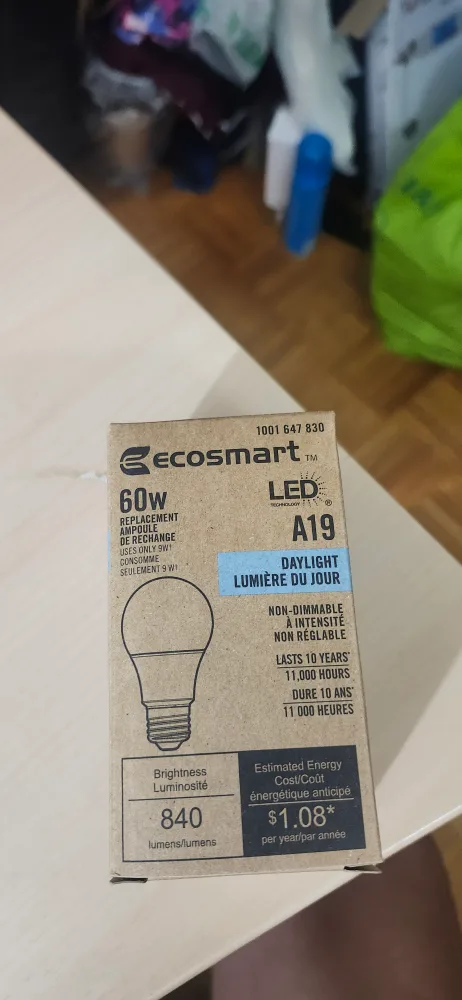 1001 647 830
ecosmart TM
60w
REPLACEMENT
AMPOULE
DE RECHANGE
USES ONLY 9W†
CONSOMME
SEULEMENT 9 W†
LED
TECHNOLOGY ®
A19
DAYLIGHT
LUMIÈRE DU JOUR
NON-DIMMABLE
À INTENSITÉ
NON RÉGLABLE
LASTS 10 YEARS*
11,000 HOURS
DURE 10 ANS*
11 000 HEURES
Brightness
Luminosité
840
lumens/lumens
Estimated Energy
Cost/Coût
énergétique anticipé
$1.08*
per year/par année